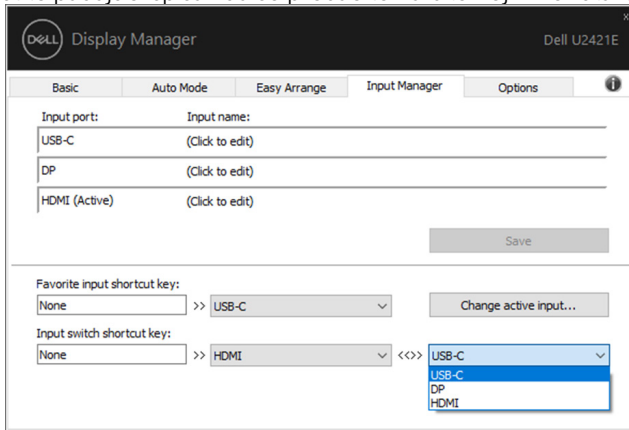 DELL Display Manager
Dell U2421E
Basic Auto Mode Easy Arrange Input Manager Options
Input port: Input name:
USB-C (Click to edit)
DP (Click to edit)
HDMI (Active) (Click to edit)
Save
Favorite input shortcut key:
None >> USB-C Change active input...
Input switch shortcut key:
None >> HDMI <<>> USB-C
USB-C
DP
HDMI